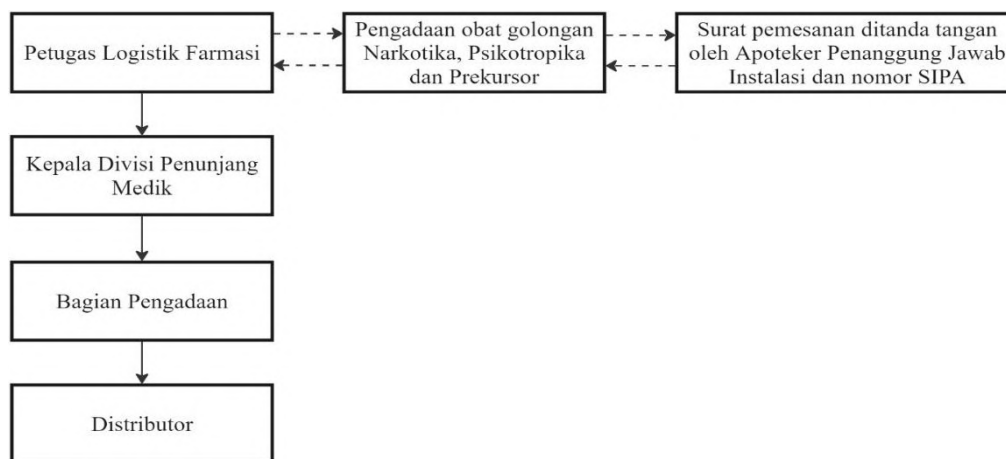 Petugas Logistik Farmasi
Pengadaan obat golongan
Narkotika, Psikotropika
dan Prekursor
Surat pemesanan ditanda tangan
oleh Apoteker Penanggung Jawab
Instalasi dan nomor SIPA
Kepala Divisi Penunjang
Medik
Bagian Pengadaan
Distributor